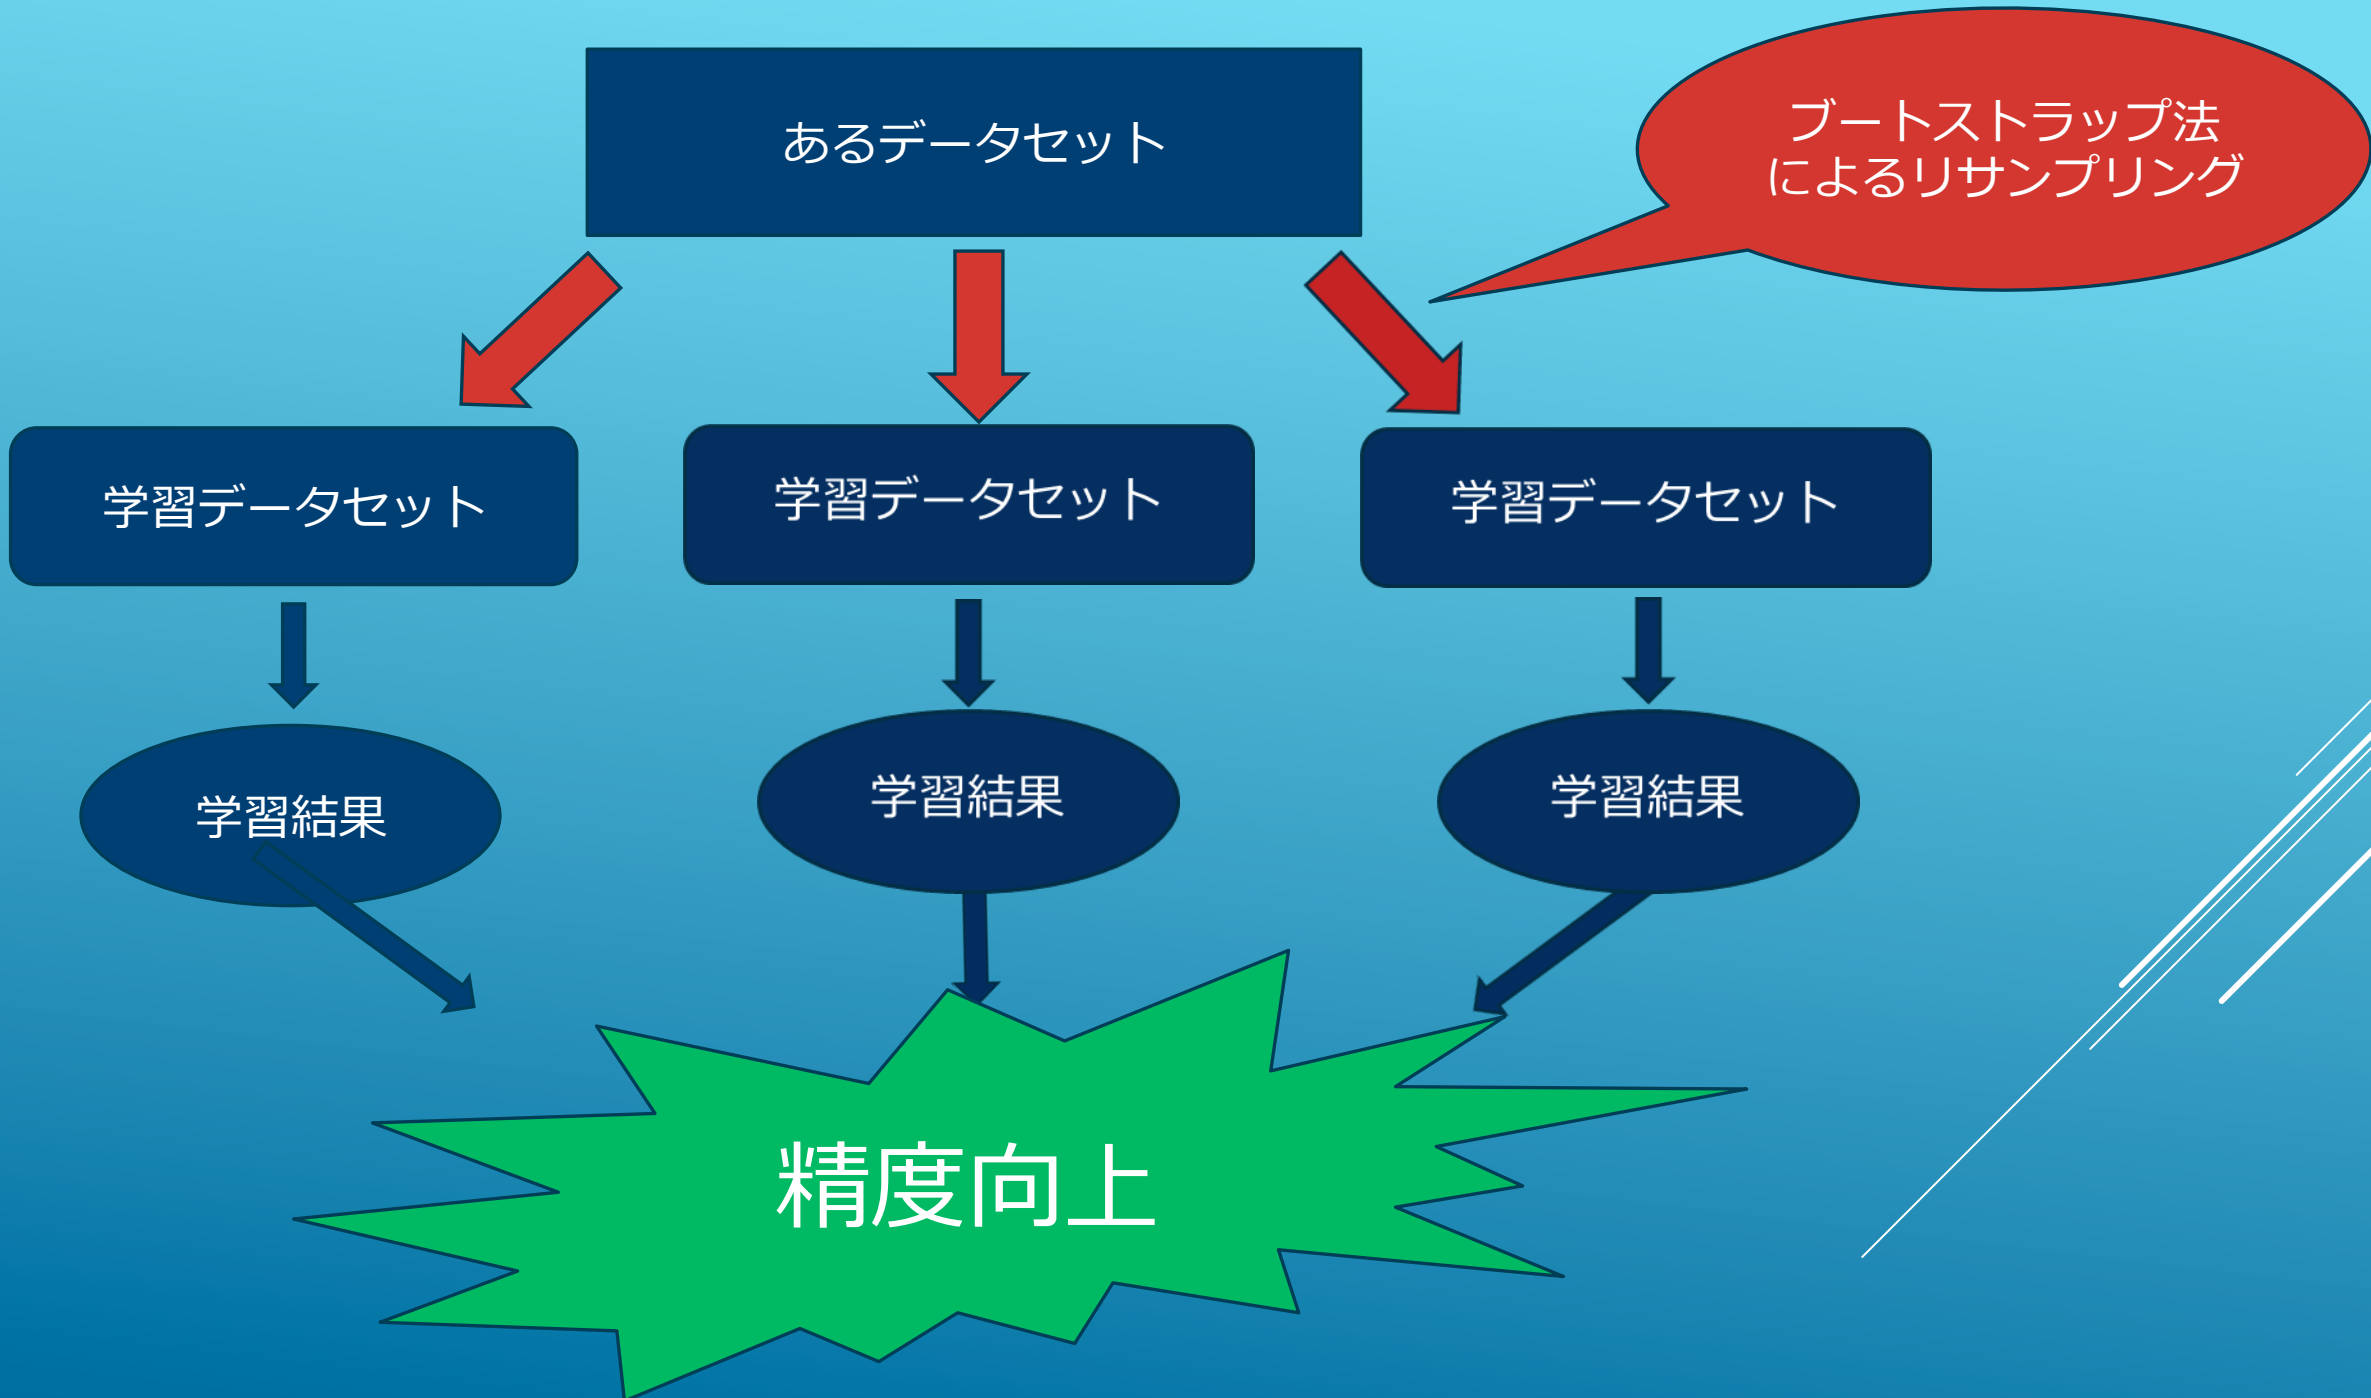 あるデータセット
ブートストラップ法
によるリサンプリング
学習データセット
学習データセット
学習データセット
学習結果
学習結果
学習結果
精度向上